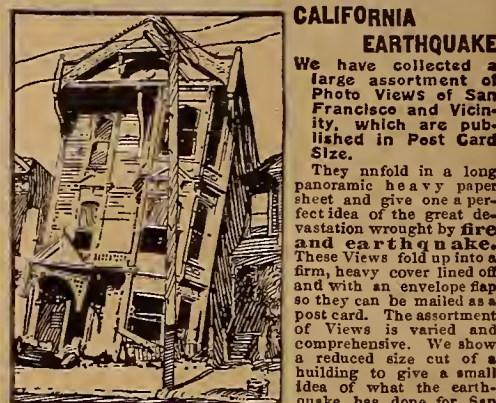 CALIFORNIA
EARTHQUAKE
We have collected a
large assortment of
Photo Views of San
Francisco and Vicin-
ity, which are pub-
lished in Post Card
Size.
They nnfold in a long
panoramic heavy paper
sheet and give one a per-
fect idea of the great de-
vastation wrought by fire
and earthqnake.
These Views fold up into a
firm, heavy cover lined off
and with an envelope flap
so they can be mailed as a
post card. The assortment
of Views is varied and
comprehensive. We show
a reduced size cut of a
huilding to give a small
idea of what the earth-
quake has done for San